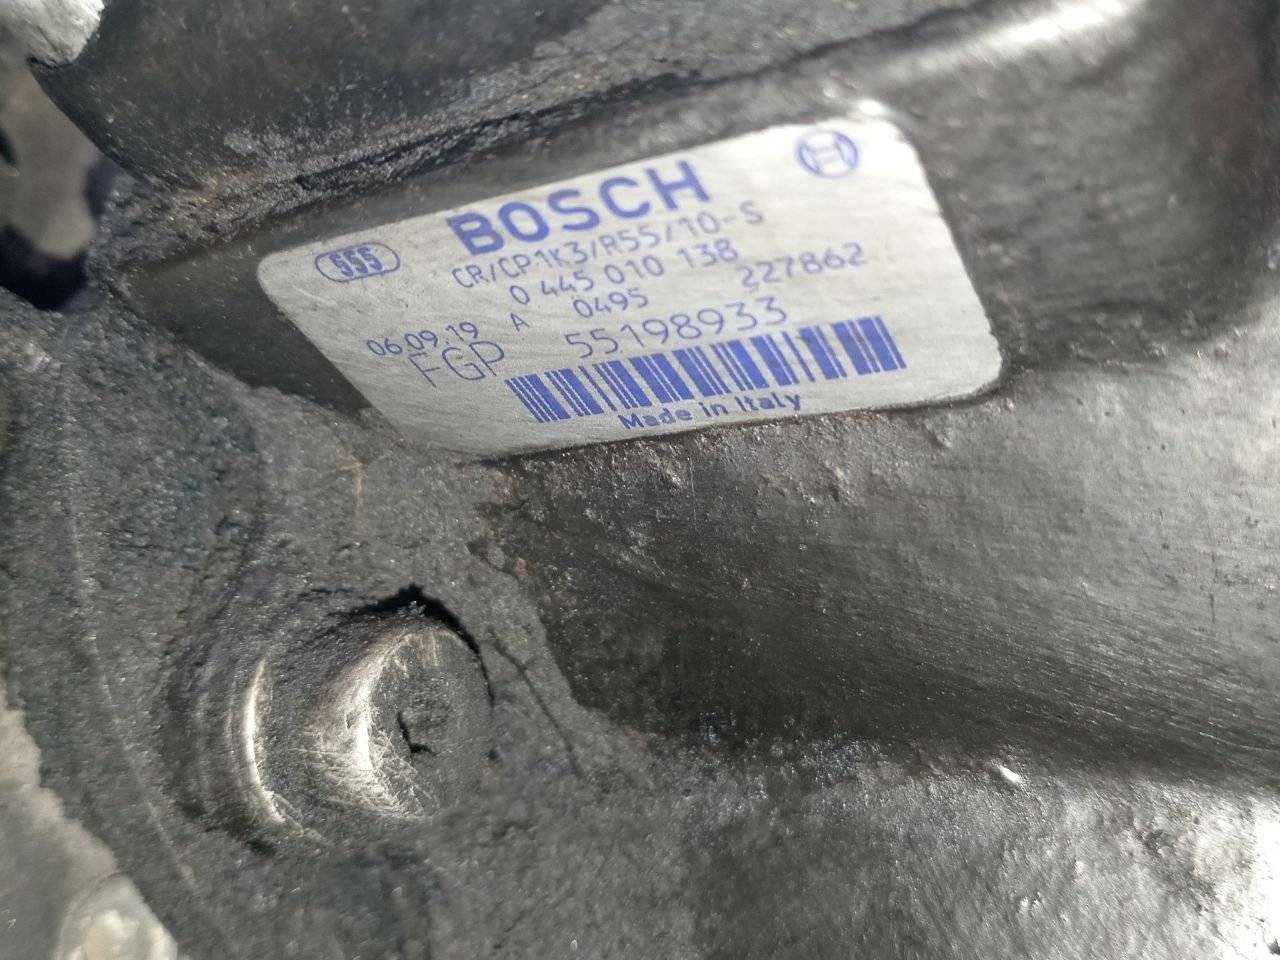 BOSCH
555
CR/CP1K3/R55/10-S
0 445 010 138
06.09.19 A 0495 227862
FGP 55198933
Made in Italy